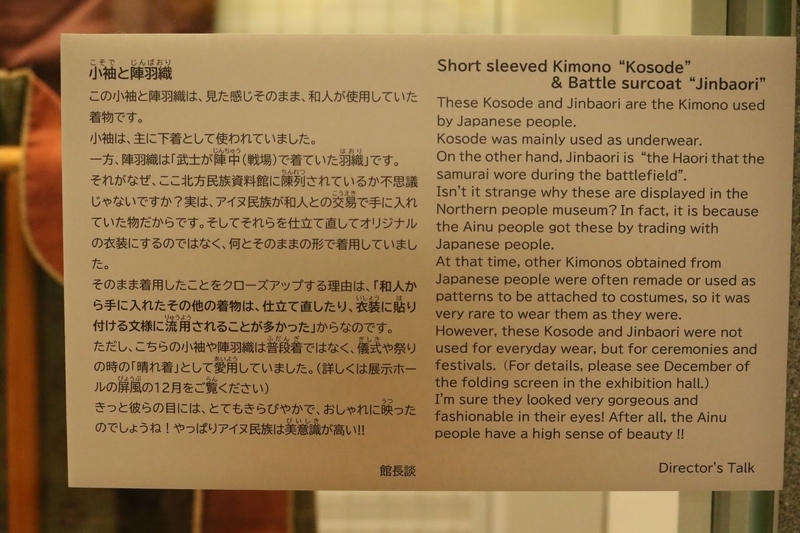 小袖と陣羽織
この小袖と陣羽織は、見た感じそのまま、和人が使用していた
着物です。
小袖は、主に下着として使われていました。
一方、陣羽織は「武士が陣中(戦場)で着ていた羽織」です。
それがなぜ、ここ北方民族資料館に陳列されているか不思議
じゃないですか?実は、アイヌ民族が和人との交易で手に入れ
ていた物だからです。そしてそれらを仕立て直してオリジナル
の衣装にするのではなく、何とそのままの形で着用していまし
た。
そのまま着用したことをクローズアップする理由は、「和人か
ら手に入れたその他の着物は、仕立て直したり、衣装に貼り
付ける文様に流用されることが多かった」からなのです。
ただし、こちらの小袖や陣羽織は普段着ではなく、儀式や祭り
の時の「晴れ着」として愛用していました。(詳しくは展示ホー
ルの屏風の12月をご覧ください)
きっと彼らの目には、とてもきらびやかで、おしゃれに映った
のでしょうね!やっぱりアイヌ民族は美意識が高い!!
館長談
Short sleeved Kimono “Kosode”
& Battle surcoat “Jinbaori”
These Kosode and Jinbaori are the Kimono used
by Japanese people.
Kosode was mainly used as underwear.
On the other hand, Jinbaori is “the Haori that the
samurai wore during the battlefield”.
Isn't it strange why these are displayed in the
Northern people museum? In fact, it is because
the Ainu people got these by trading with
Japanese people.
At that time, other Kimonos obtained from
Japanese people were often remade or used as
patterns to be attached to costumes, so it was
very rare to wear them as they were.
However, these Kosode and Jinbaori were not
used for everyday wear, but for ceremonies and
festivals. (For details, please see December of
the folding screen in the exhibition hall.)
I'm sure they looked very gorgeous and
fashionable in their eyes! After all, the Ainu
people have a high sense of beauty !!
Director's Talk